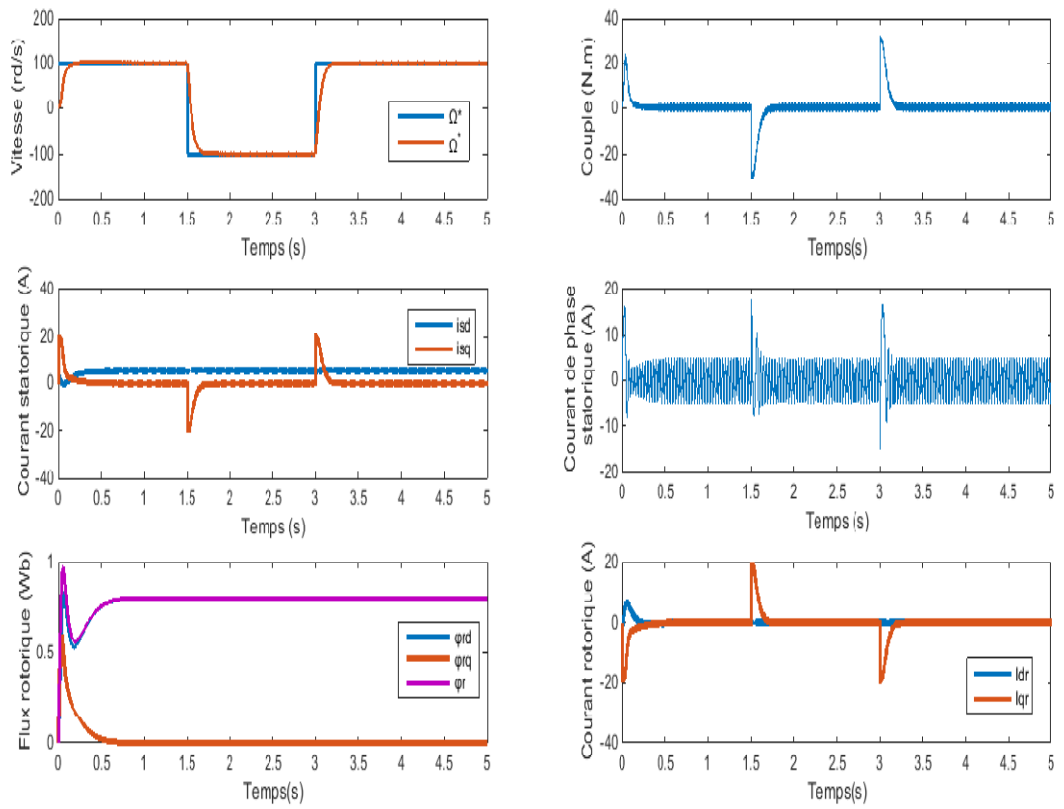 Vitesse (rd/s)
200
100
0
-100
-200
Ω*
Ω^
0 0.5 1 1.5 2 2.5 3 3.5 4 4.5 5
Temps (s)
Couple (N.m)
40
20
0
-20
-40
0 0.5 1 1.5 2 2.5 3 3.5 4 4.5 5
Temps(s)
Courant statorique (A)
40
20
0
-20
-40
isd
isq
0 0.5 1 1.5 2 2.5 3 3.5 4 4.5 5
Temps (s)
Courant de phase
statorique (A)
20
10
0
-10
-20
0 0.5 1 1.5 2 2.5 3 3.5 4 4.5 5
Temps (s)
Flux rotorique (Wb)
1
0.5
0
φrd
φrq
φr
0 0.5 1 1.5 2 2.5 3 3.5 4 4.5 5
Temps(s)
Courant rotorique (A)
20
0
-20
-40
Idr
Iqr
0 0.5 1 1.5 2 2.5 3 3.5 4 4.5 5
Temps(s)